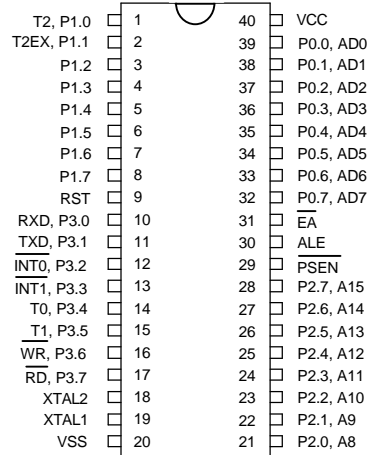 T2, P1.0 1 40 VCC
T2EX, P1.1 2 39 P0.0, AD0
P1.2 3 38 P0.1, AD1
P1.3 4 37 P0.2, AD2
P1.4 5 36 P0.3, AD3
P1.5 6 35 P0.4, AD4
P1.6 7 34 P0.5, AD5
P1.7 8 33 P0.6, AD6
RST 9 32 P0.7, AD7
RXD, P3.0 10 31 EA
TXD, P3.1 11 30 ALE
INT0, P3.2 12 29 PSEN
INT1, P3.3 13 28 P2.7, A15
T0, P3.4 14 27 P2.6, A14
T1, P3.5 15 26 P2.5, A13
WR, P3.6 16 25 P2.4, A12
RD, P3.7 17 24 P2.3, A11
XTAL2 18 23 P2.2, A10
XTAL1 19 22 P2.1, A9
VSS 20 21 P2.0, A8